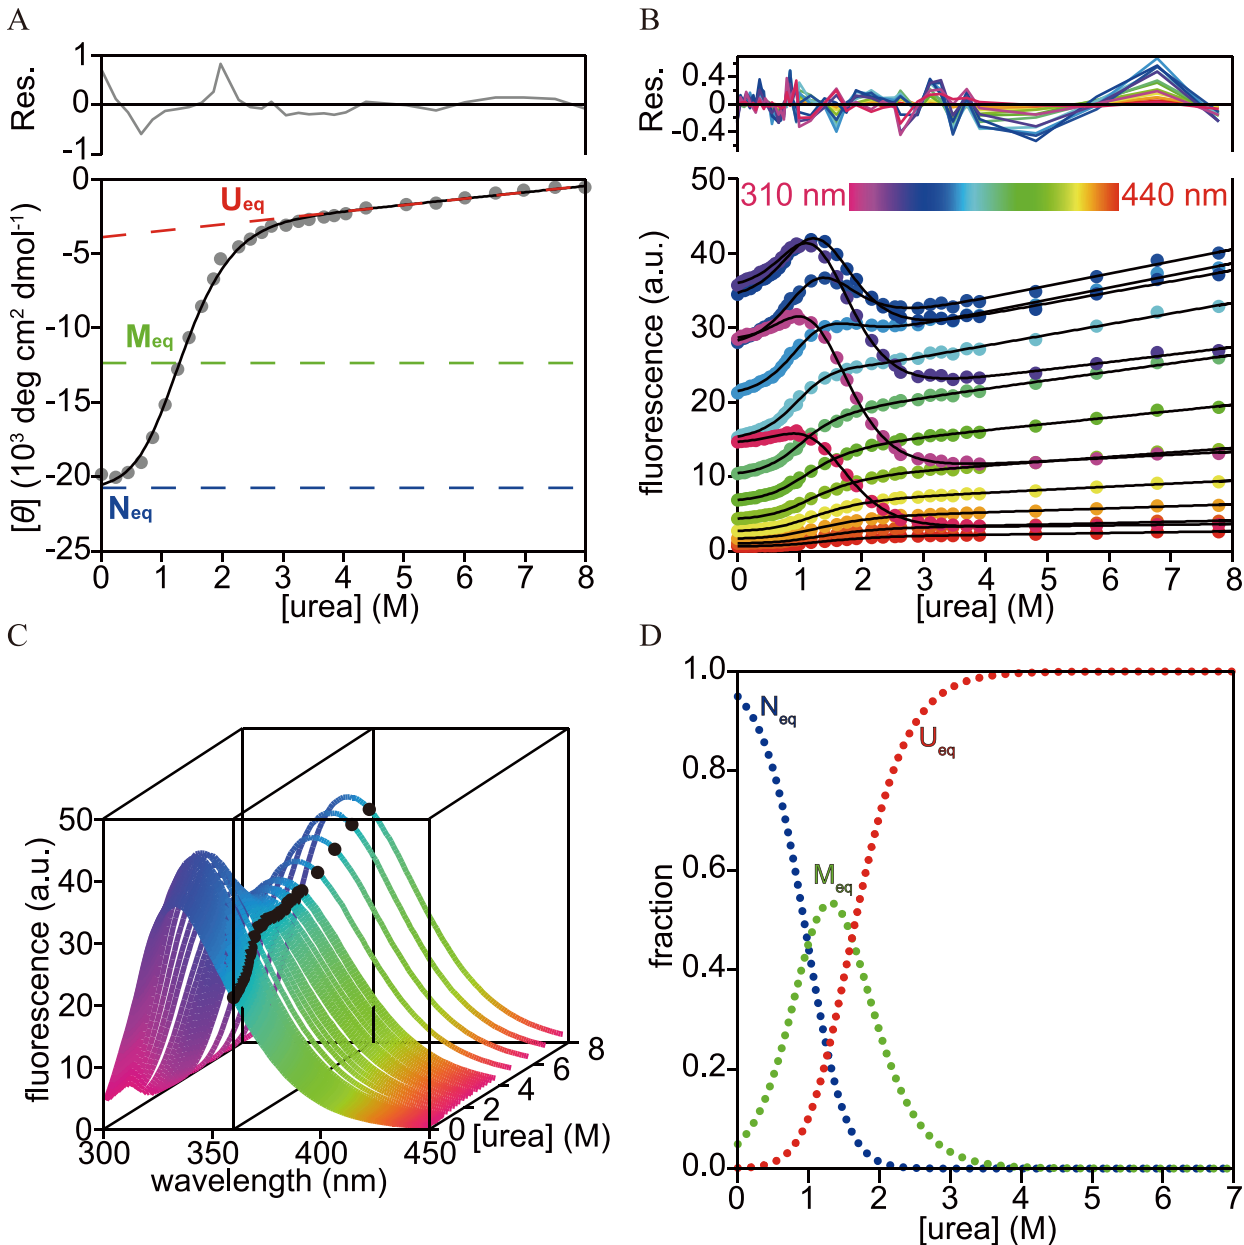 A
Res.
1
0
-1
[θ] (10³ deg cm² dmol⁻¹)
0
-5
-10
-15
-20
-25
Ueq
Meq
Neq
0 1 2 3 4 5 6 7 8
[urea] (M)
B
Res.
0.4
0
-0.4
fluorescence (a.u.)
50
40
30
20
10
0
310 nm 440 nm
0 1 2 3 4 5 6 7 8
[urea] (M)
C
fluorescence (a.u.)
50
40
30
20
10
0
300 350 400 450
wavelength (nm)
0 2 4 6 8
[urea] (M)
D
fraction
1.0
0.8
0.6
0.4
0.2
0.0
Neq
Ueq
Meq
0 1 2 3 4 5 6 7
[urea] (M)